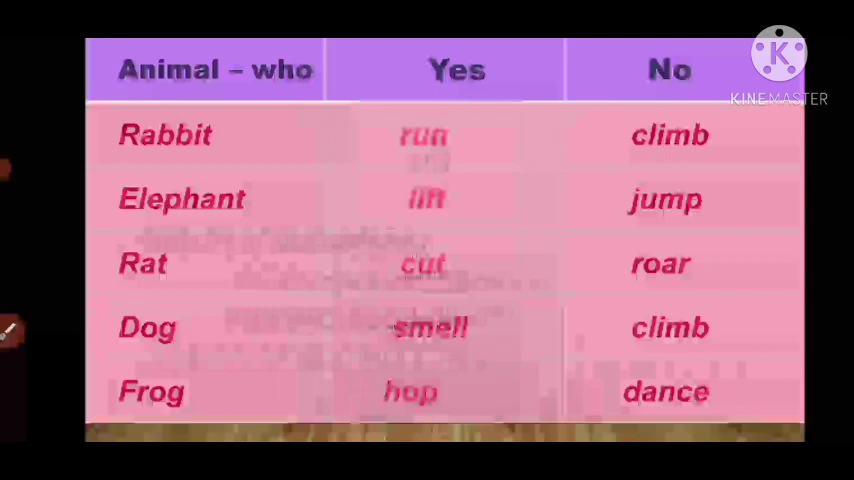 Animal – who Yes No
Rabbit run climb
Elephant lift jump
Rat cut roar
Dog smell climb
Frog hop dance
K
KINEMASTER